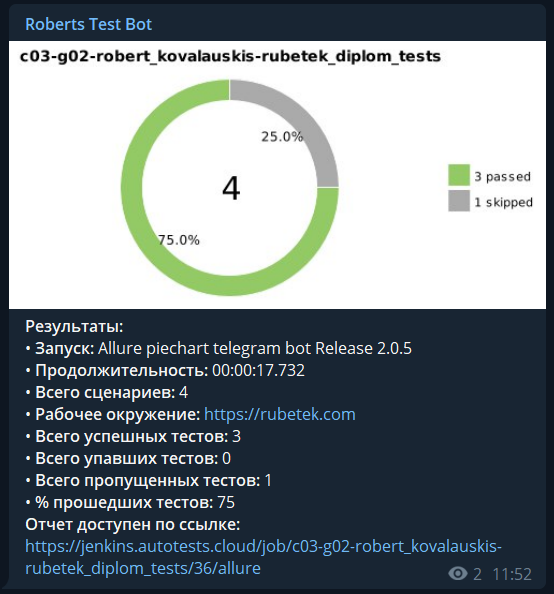 Roberts Test Bot
c03-g02-robert_kovalauskis-rubetek_diplom_tests
25.0%
4
3 passed
1 skipped
75.0%
Результаты:
• Запуск: Allure piechart telegram bot Release 2.0.5
• Продолжительность: 00:00:17.732
• Всего сценариев: 4
• Рабочее окружение: https://rubetek.com
• Всего успешных тестов: 3
• Всего упавших тестов: 0
• Всего пропущенных тестов: 1
• % прошедших тестов: 75
Отчет доступен по ссылке:
https://jenkins.autotests.cloud/job/c03-g02-robert_kovalauskis-
rubetek_diplom_tests/36/allure
2 11:52